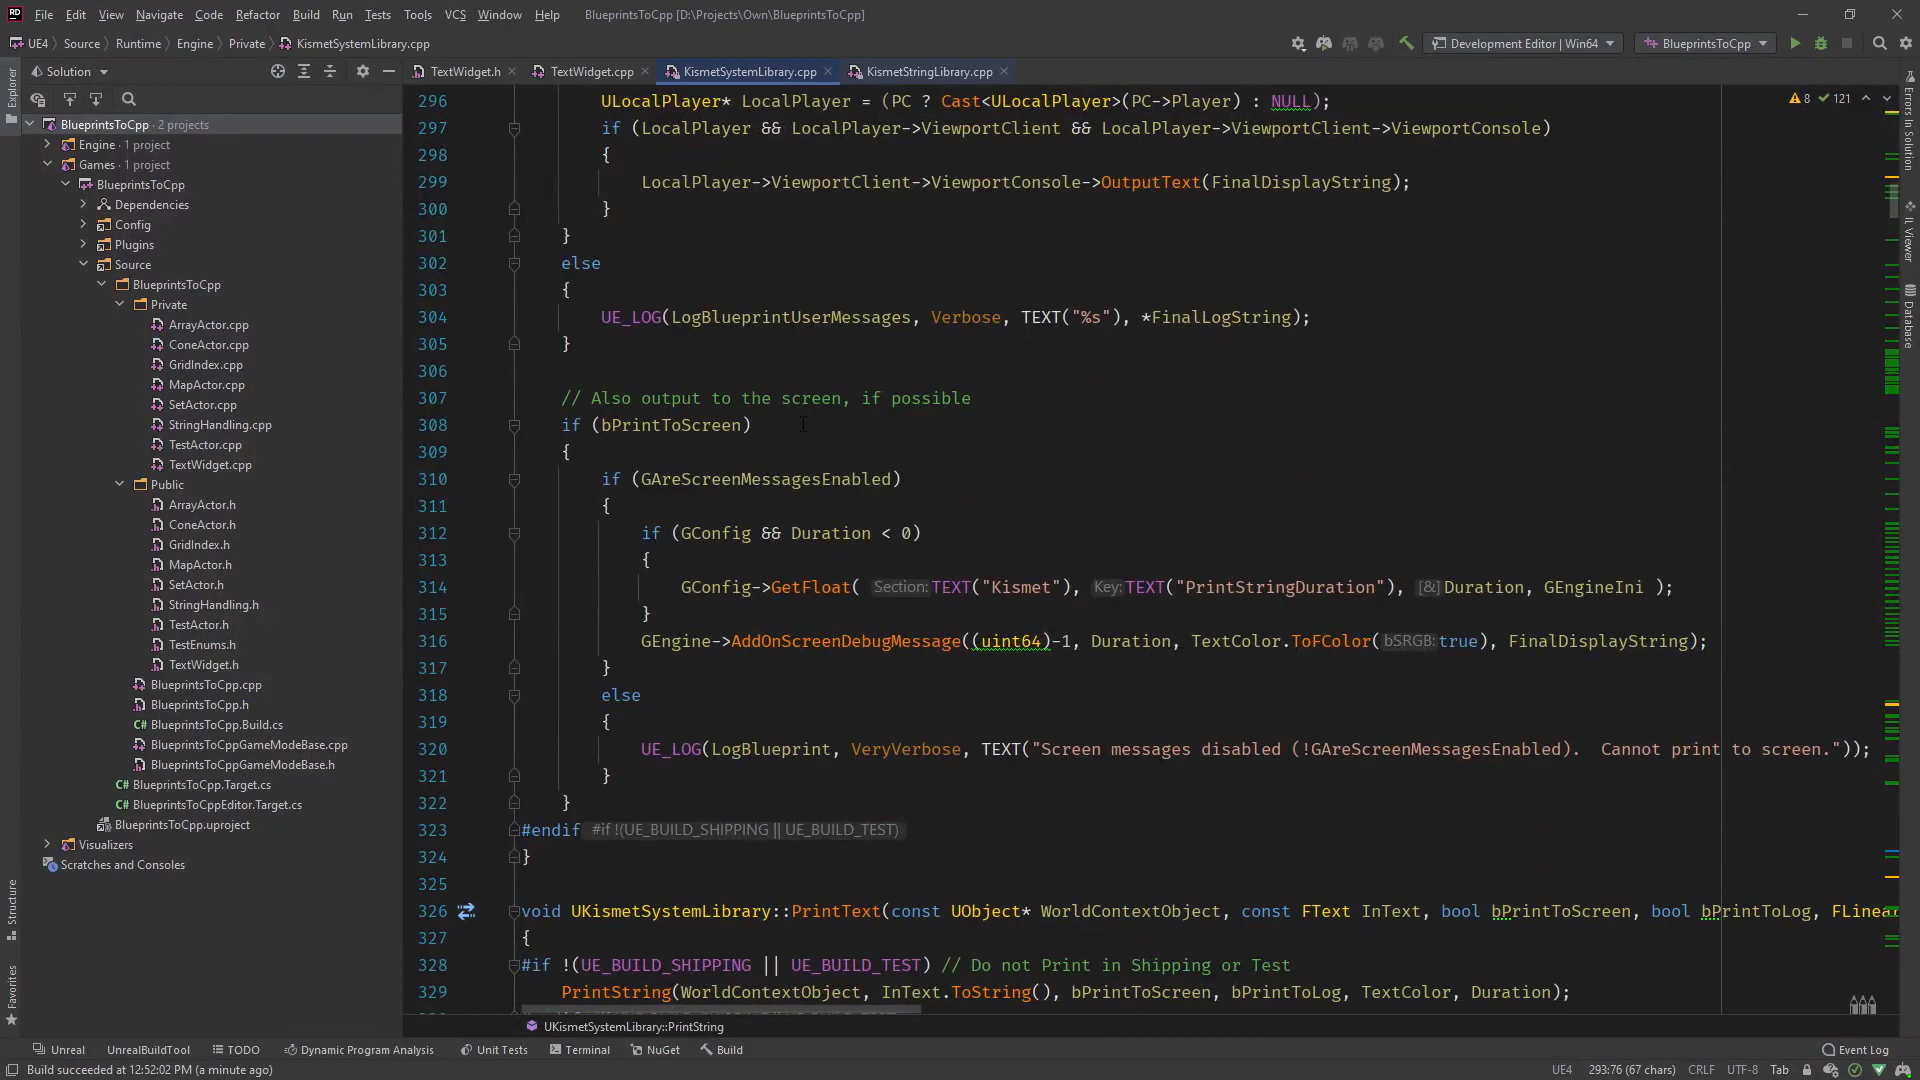 RD File Edit View Navigate Code Refactor Build Run Tests Tools VCS Window Help BlueprintsToCpp [D:\Projects\Own\BlueprintsToCpp]
UE4 Source Runtime Engine Private KismetSystemLibrary.cpp Development Editor | Win64 BlueprintsToCpp
Solution TextWidget.h TextWidget.cpp KismetSystemLibrary.cpp KismetStringLibrary.cpp
Explorer
Errors In Solution
IL Viewer
Database
Structure
Favorites
BlueprintsToCpp · 2 projects
Engine · 1 project
Games · 1 project
BlueprintsToCpp
Dependencies
Config
Plugins
Source
BlueprintsToCpp
Private
ArrayActor.cpp
ConeActor.cpp
GridIndex.cpp
MapActor.cpp
SetActor.cpp
StringHandling.cpp
TestActor.cpp
TextWidget.cpp
Public
ArrayActor.h
ConeActor.h
GridIndex.h
MapActor.h
SetActor.h
StringHandling.h
TestActor.h
TestEnums.h
TextWidget.h
BlueprintsToCpp.cpp
BlueprintsToCpp.h
C# BlueprintsToCpp.Build.cs
BlueprintsToCppGameModeBase.cpp
BlueprintsToCppGameModeBase.h
C# BlueprintsToCpp.Target.cs
C# BlueprintsToCppEditor.Target.cs
BlueprintsToCpp.uproject
Visualizers
Scratches and Consoles
8 121
296 ULocalPlayer* LocalPlayer = (PC ? Cast<ULocalPlayer>(PC->Player) : NULL);
297 if (LocalPlayer && LocalPlayer->ViewportClient && LocalPlayer->ViewportClient->ViewportConsole)
298 {
299 LocalPlayer->ViewportClient->ViewportConsole->OutputText(FinalDisplayString);
300 }
301 }
302 else
303 {
304 UE_LOG(LogBlueprintUserMessages, Verbose, TEXT("%s"), *FinalLogString);
305 }
306
307 // Also output to the screen, if possible
308 if (bPrintToScreen)
309 {
310 if (GAreScreenMessagesEnabled)
311 {
312 if (GConfig && Duration < 0)
313 {
314 GConfig->GetFloat( Section: TEXT("Kismet"), Key: TEXT("PrintStringDuration"), [&] Duration, GEngineIni );
315 }
316 GEngine->AddOnScreenDebugMessage((uint64)-1, Duration, TextColor.ToFColor( bSRGB: true), FinalDisplayString);
317 }
318 else
319 {
320 UE_LOG(LogBlueprint, VeryVerbose, TEXT("Screen messages disabled (!GAreScreenMessagesEnabled).  Cannot print to screen."));
321 }
322 }
323 #endif #if !(UE_BUILD_SHIPPING || UE_BUILD_TEST)
324 }
325
326 void UKismetSystemLibrary::PrintText(const UObject* WorldContextObject, const FText InText, bool bPrintToScreen, bool bPrintToLog, FLinear
327 {
328 #if !(UE_BUILD_SHIPPING || UE_BUILD_TEST) // Do not Print in Shipping or Test
329 PrintString(WorldContextObject, InText.ToString(), bPrintToScreen, bPrintToLog, TextColor, Duration);
UKismetSystemLibrary::PrintString
Unreal UnrealBuildTool TODO Dynamic Program Analysis Unit Tests Terminal NuGet Build Event Log
Build succeeded at 12:52:02 PM (a minute ago) UE4 293:76 (67 chars) CRLF UTF-8 Tab